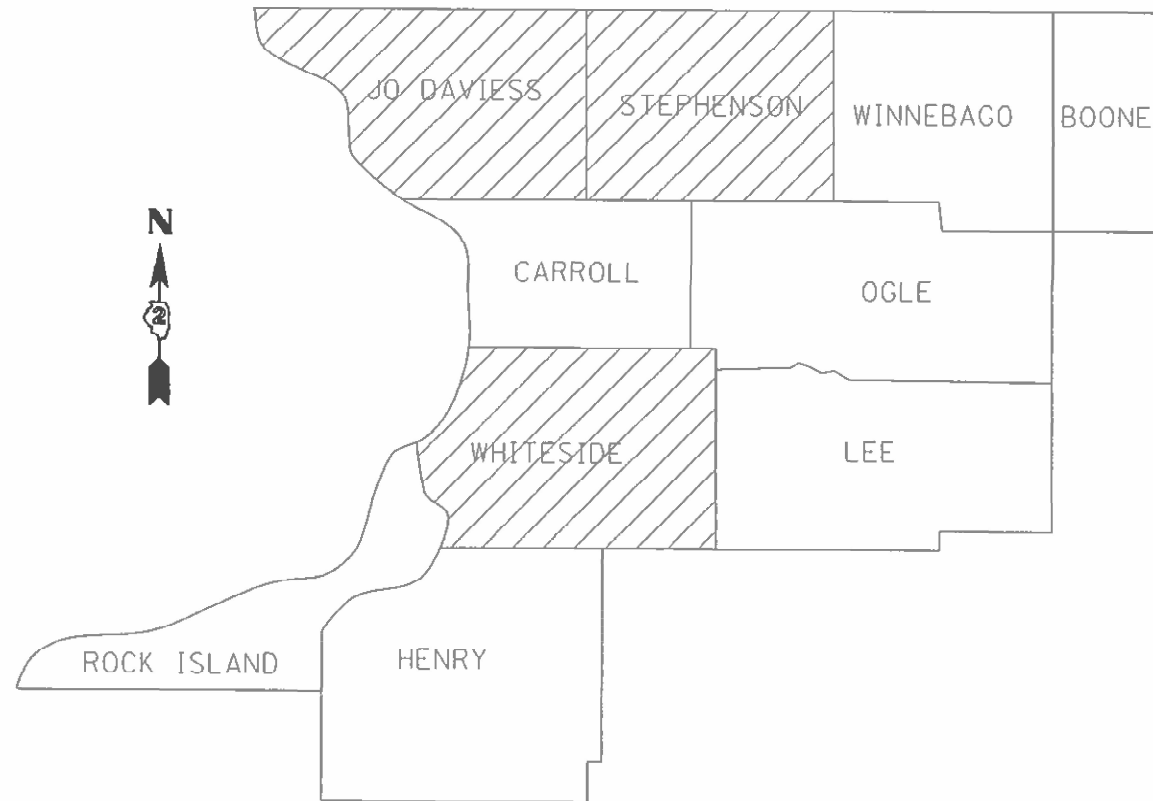 JO DAVIESS
STEPHENSON
WINNEBAGO
BOONE
N
2
CARROLL
OGLE
WHITESIDE
LEE
ROCK ISLAND
HENRY